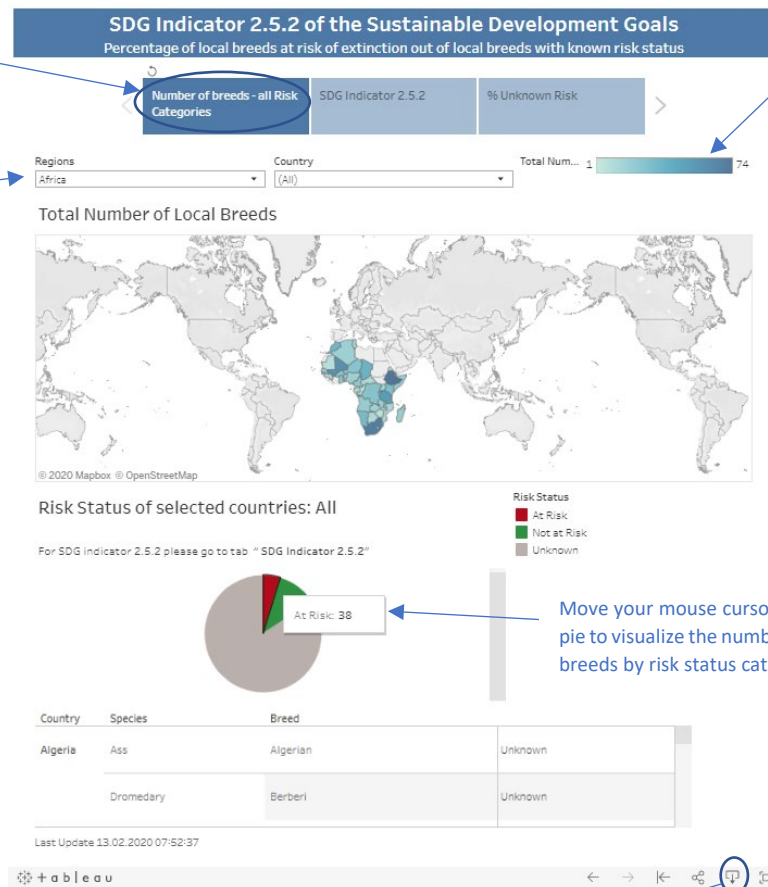 SDG Indicator 2.5.2 of the Sustainable Development Goals
Percentage of local breeds at risk of extinction out of local breeds with known risk status
Number of breeds - all Risk
Categories
SDG Indicator 2.5.2
% Unknown Risk
Regions
Country
Total Num...
1
74
Africa
(All)
Total Number of Local Breeds
© 2020 Mapbox © OpenStreetMap
Risk Status of selected countries: All
Risk Status
At Risk
Not at Risk
Unknown
For SDG indicator 2.5.2 please go to tab " SDG Indicator 2.5.2"
At Risk: 38
Move your mouse
pie to visualize the
breeds by risk status
Country Species Breed
Algeria Ass Algerian Unknown
Dromedary Berberi Unknown
Last Update 13.02.2020 07:52:37
+ a b l e a u